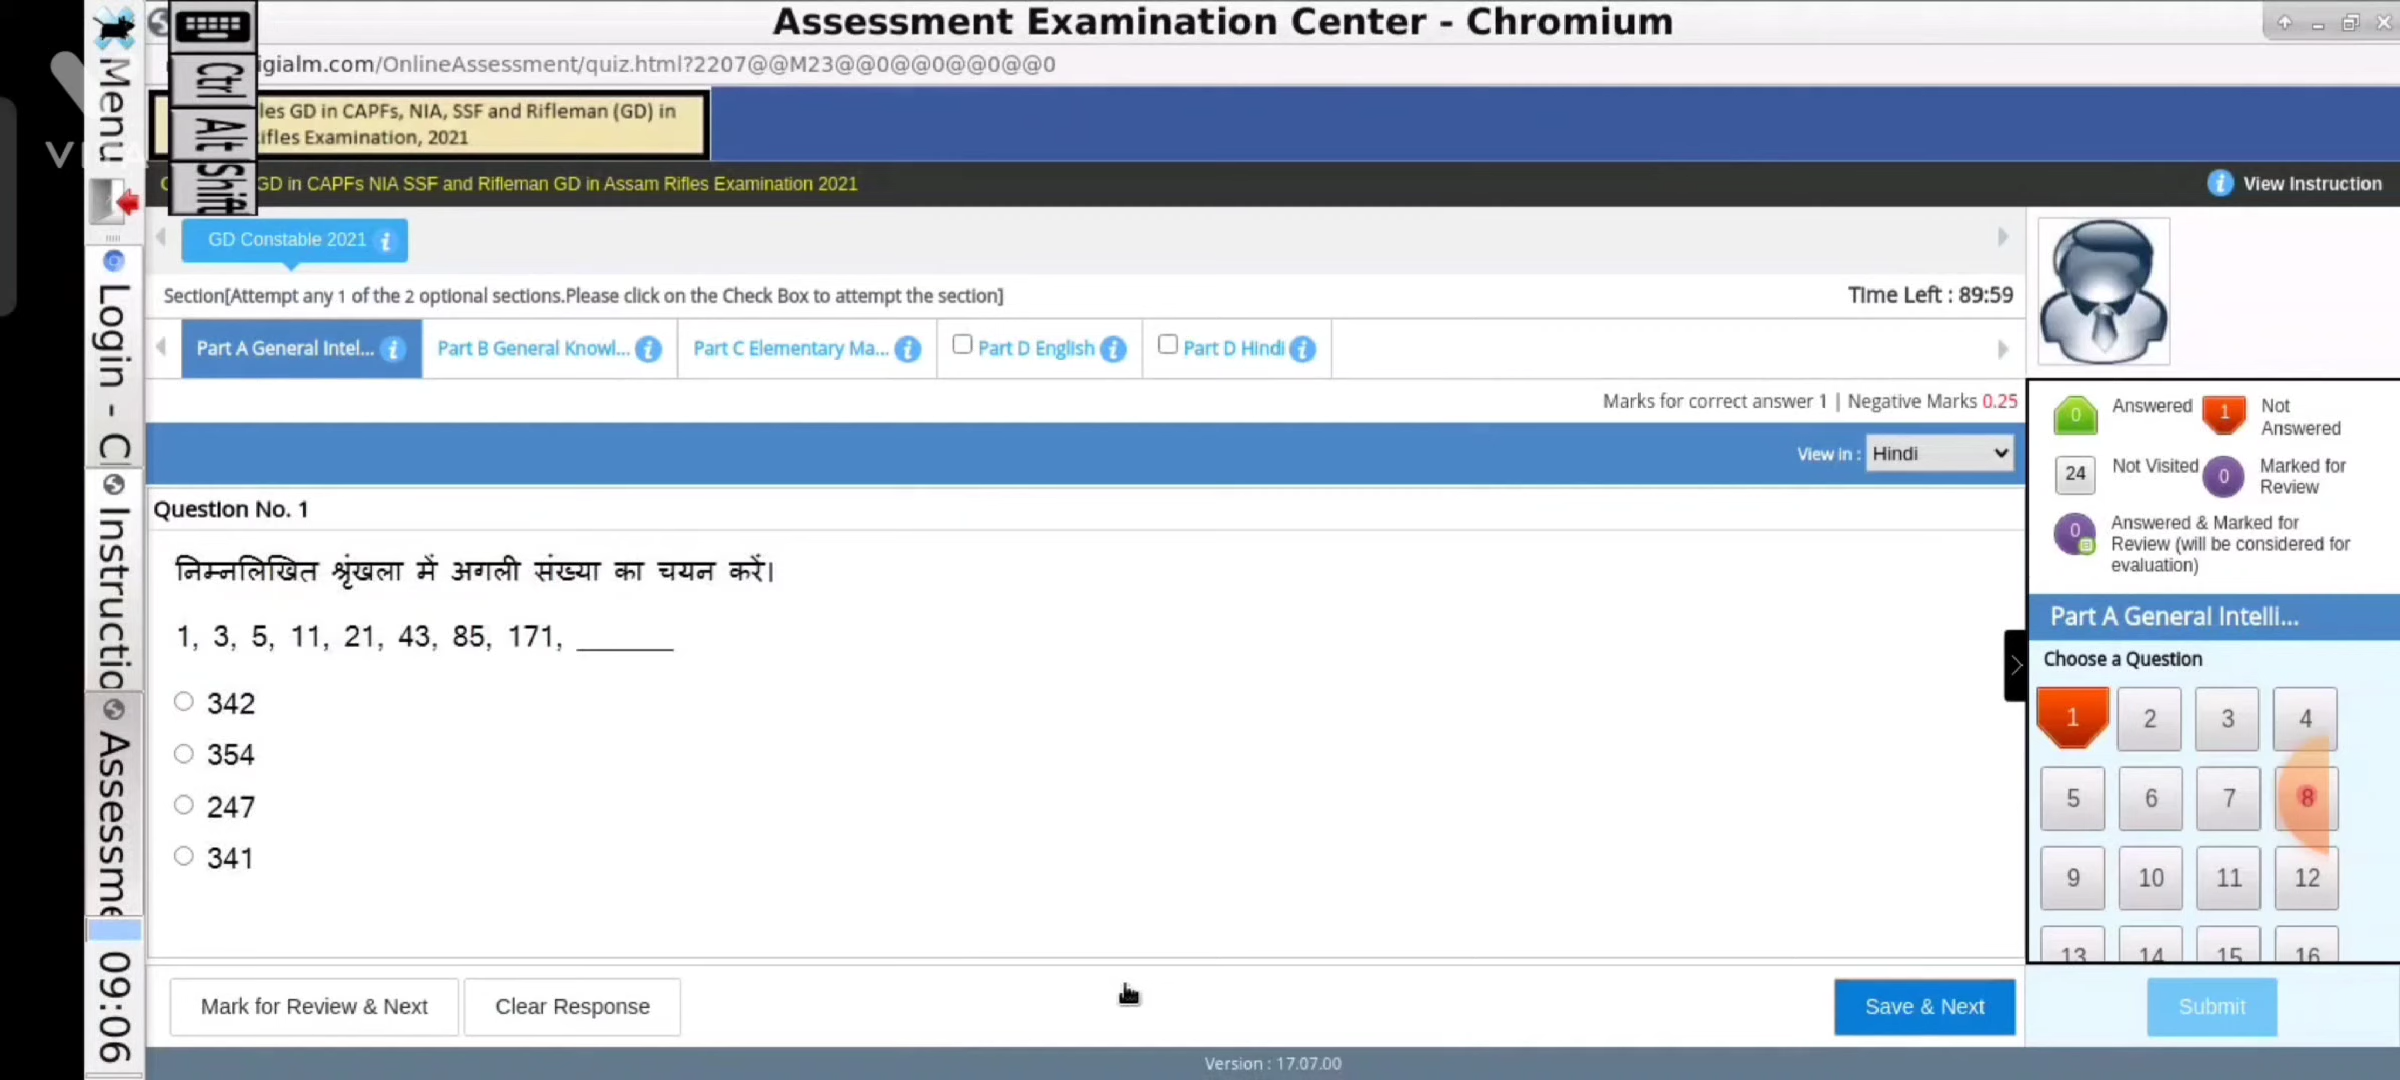 Assessment Examination Center - Chromium
igialm.com/OnlineAssessment/quiz.html?2207@@M23@@0@@0@@0@@0
les GD in CAPFs, NIA, SSF and Rifleman (GD) in
ifles Examination, 2021
GD in CAPFs NIA SSF and Rifleman GD in Assam Rifles Examination 2021
View Instruction
Menu
Ctrl
Alt
Shift
Login - C
Instructio
Assessme
09:06
GD Constable 2021
Section[Attempt any 1 of the 2 optional sections.Please click on the Check Box to attempt the section]
Time Left : 89:59
Part A General Intel... Part B General Knowl... Part C Elementary Ma... Part D English Part D Hindi
Marks for correct answer 1 | Negative Marks 0.25
View in : Hindi
Question No. 1
निम्नलिखित श्रृंखला में अगली संख्या का चयन करें।
1, 3, 5, 11, 21, 43, 85, 171, ______
342
354
247
341
Mark for Review & Next Clear Response Save & Next
0 Answered 1 Not Answered
24 Not Visited 0 Marked for Review
0 Answered & Marked for
Review (will be considered for
evaluation)
Part A General Intelli...
Choose a Question
1 2 3 4
5 6 7 8
9 10 11 12
13 14 15 16
Submit
Version : 17.07.00